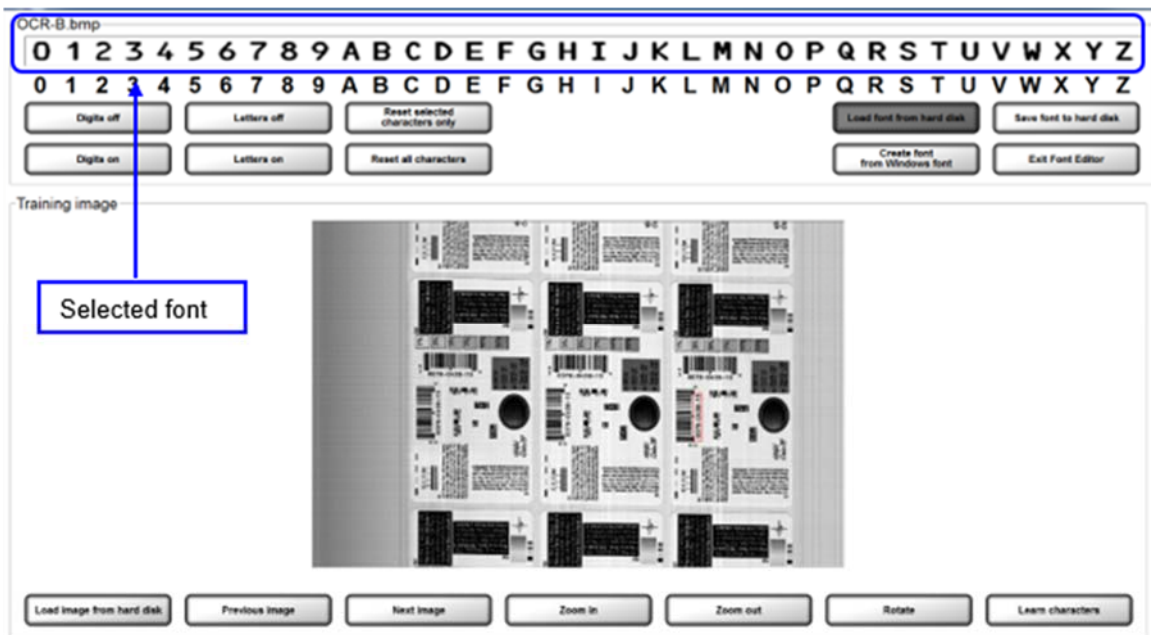 OCR-B.bmp
0 1 2 3 4 5 6 7 8 9 A B C D E F G H I J K L M N O P Q R S T U V W X Y Z
0 1 2 3 4 5 6 7 8 9 A B C D E F G H I J K L M N O P Q R S T U V W X Y Z
Digits off Letters off Reset selected characters only Load font from hard disk Save font to hard disk
Digits on Letters on Reset all characters Create font from Windows font Exit Font Editor
Training image
Selected font
Load image from hard disk Previous image Next image Zoom in Zoom out Rotate Learn characters